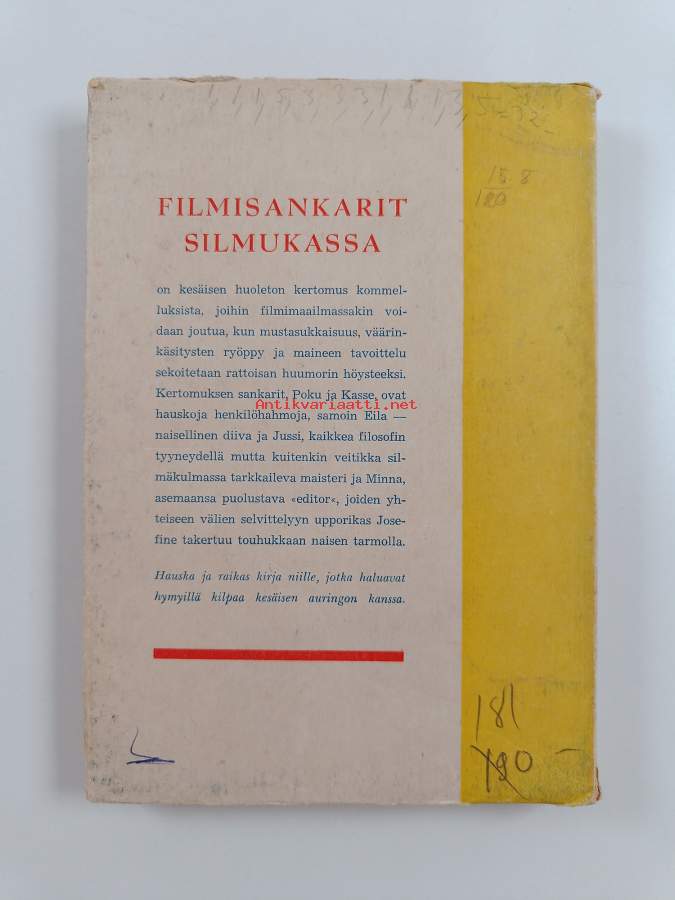 FILMISANKARIT
SILMUKASSA
on kesäisen huoleton kertomus kommel-
luksista, joihin filmimaailmassakin voi-
daan joutua, kun mustasukkaisuus, väärin-
käsitysten ryöppy ja maineen tavoittelu
sekoitetaan rattoisan huumorin höysteeksi.
Kertomuksen sankarit, Poku ja Kasse, ovat
Antikvariaatti.net
hauskoja henkilöhahmoja, samoin Eila —
naisellinen diiva ja Jussi, kaikkea filosofin
tyyneydellä mutta kuitenkin veitikka sil-
mäkulmassa tarkkaileva maisteri ja Minna,
asemaansa puolustava «editor«, joiden yh-
teiseen välien selvittelyyn upporikas Jose-
fine takertuu touhukkaan naisen tarmolla.
Hauska ja raikas kirja niille, jotka haluavat
hymyillä kilpaa kesäisen auringon kanssa.
15.8
120
181